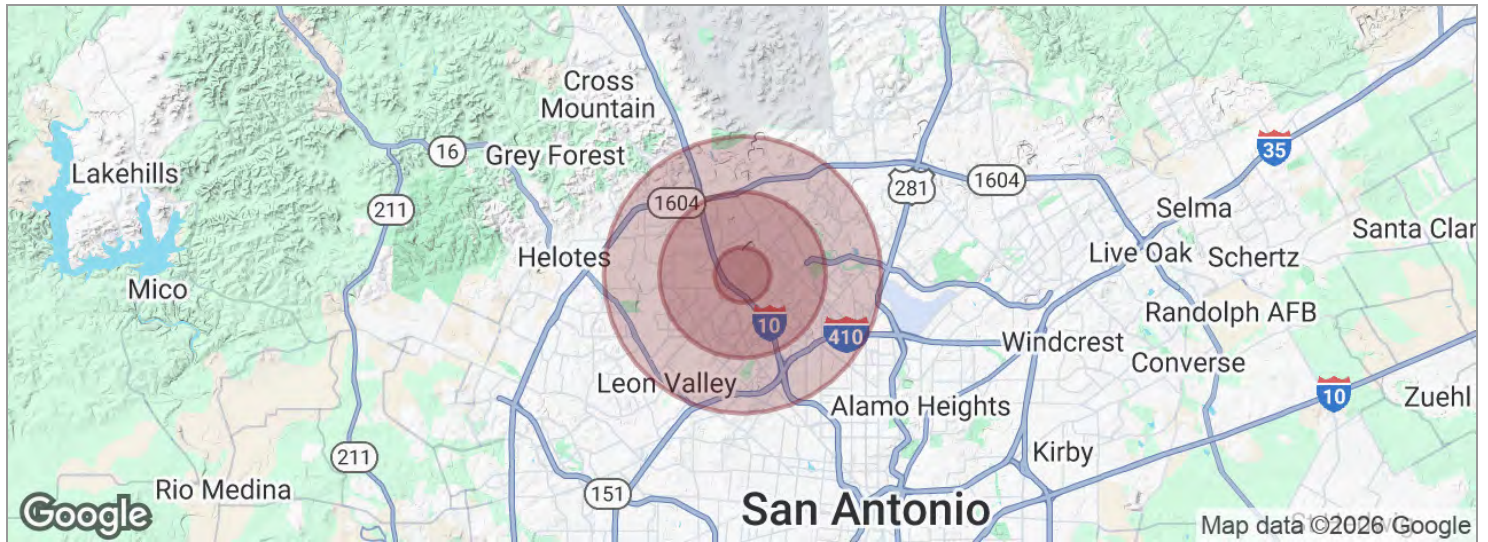 Cross
Mountain
16
Grey Forest
35
Lakehills
281
1604
1604
211
Selma
Santa Clar
Helotes
Live Oak
Schertz
Mico
10
Randolph AFB
410
Windcrest
Converse
Leon Valley
10
Zuehl
Alamo Heights
211
Kirby
Rio Medina
151
San Antonio
Google
Map data ©2026 Google